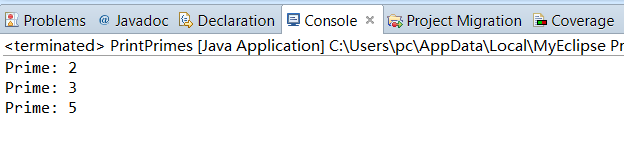 Problems @ Javadoc Declaration Console Project Migration Coverage
<terminated> PrintPrimes [Java Application] C:\Users\pc\AppData\Local\MyEclipse Pr
Prime: 2
Prime: 3
Prime: 5